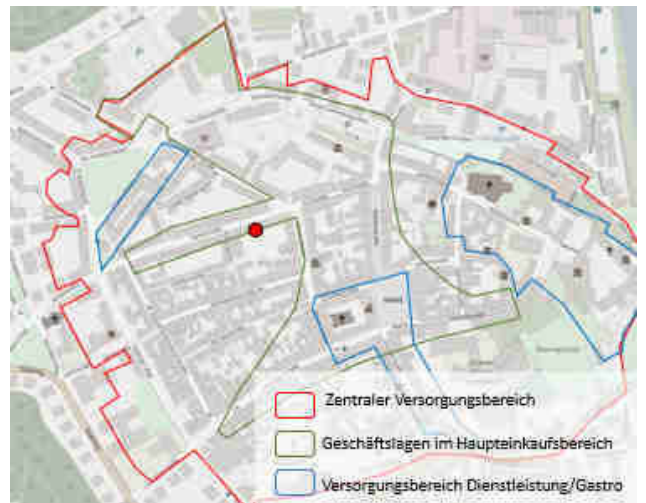 Zentraler Versorgungsbereich
Geschäftslagen im Haupteinkaufsbereich
Versorgungsbereich Dienstleistung/Gastro